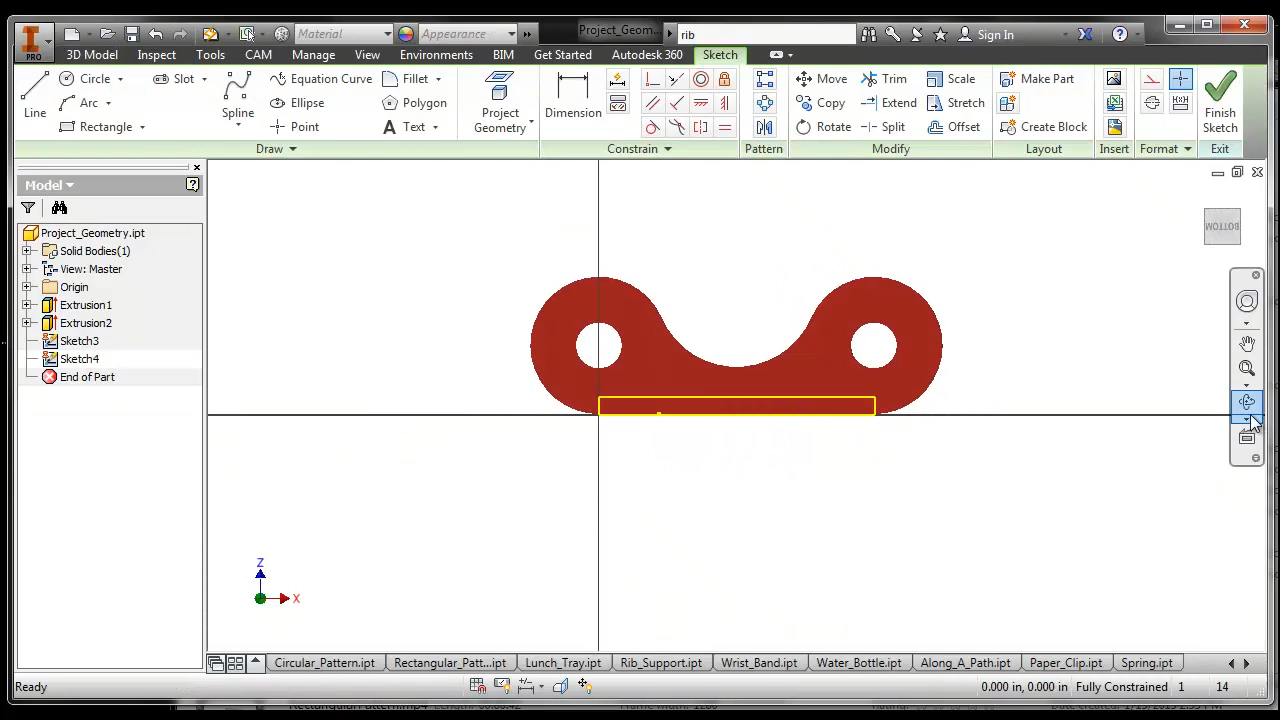 Material
Appearance
Project_Geom...
rib
Sign In
PRO
3D Model Inspect Tools CAM Manage View Environments BIM Get Started Autodesk 360 Sketch
Circle Slot Equation Curve Fillet Movee Trim Scale Make Part
Line Arc Spline Ellipse Polygon Project Geometry Dimension Copy Extend Stretch Finish Sketch
Rectangle Point Text Rotate Split Offset Create Block
Draw Constrain Pattern Modify Layout Insert Format Exit
Model
Project_Geometry.ipt
Solid Bodies(1)
View: Master
Origin
Extrusion1
Extrusion2
Sketch3
Sketch4
End of Part
BOTTOM
Z
X
Circular_Pattern.ipt Rectangular_Patt...ipt Lunch_Tray.ipt Rib_Support.ipt Wrist_Band.ipt Water_Bottle.ipt Along_A_Path.ipt Paper_Clip.ipt Spring.ipt
Ready 0.000 in, 0.000 in Fully Constrained 1 14